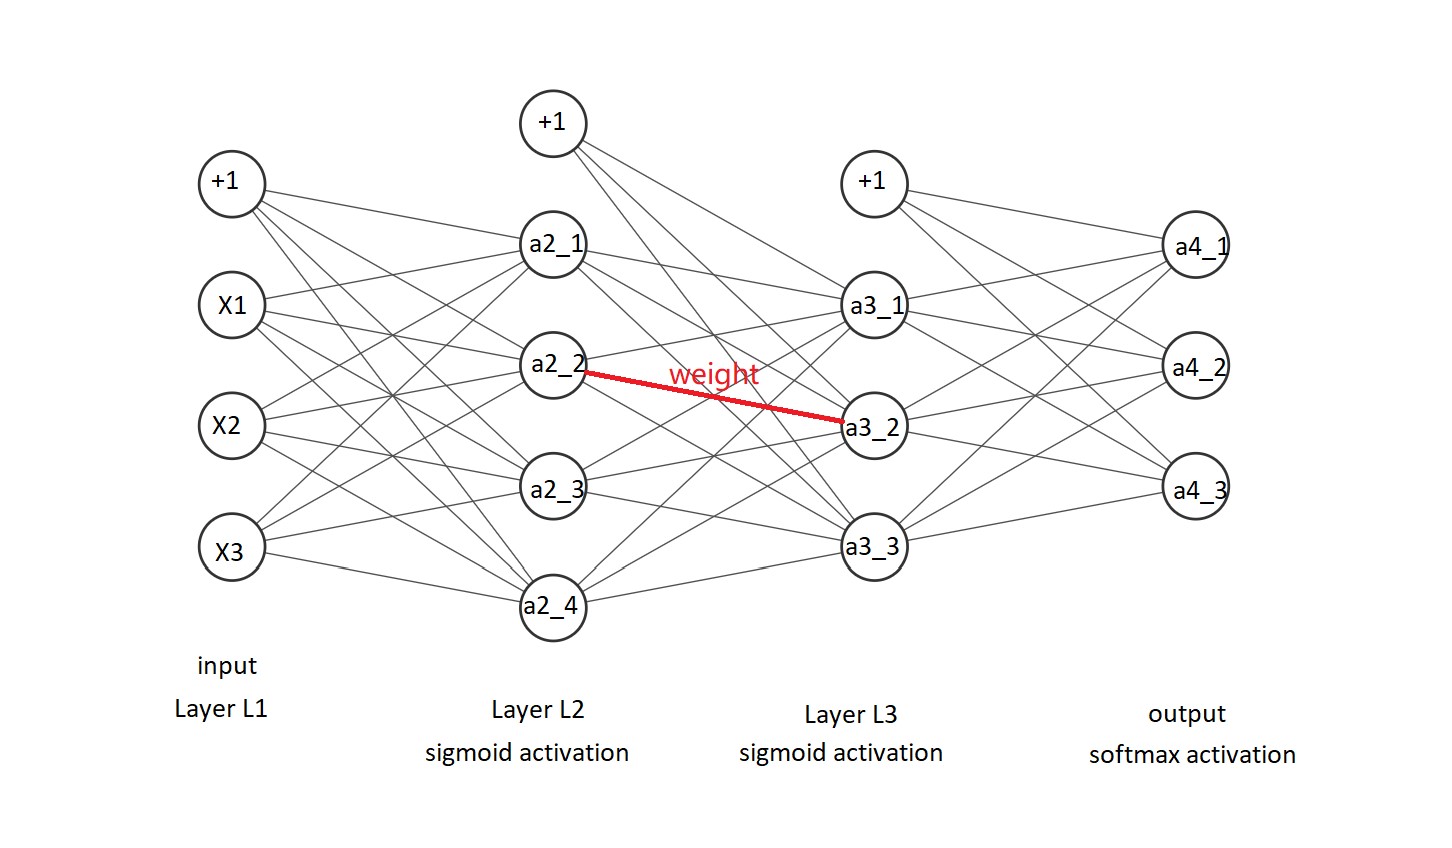 +1
+1
+1
a2_1
a4_1
X1
a3_1
a2_2
weight
a4_2
X2
a3_2
a2_3
a4_3
X3
a3_3
a2_4
input
Layer L1
Layer L2
sigmoid activation
Layer L3
sigmoid activation
output
softmax activation